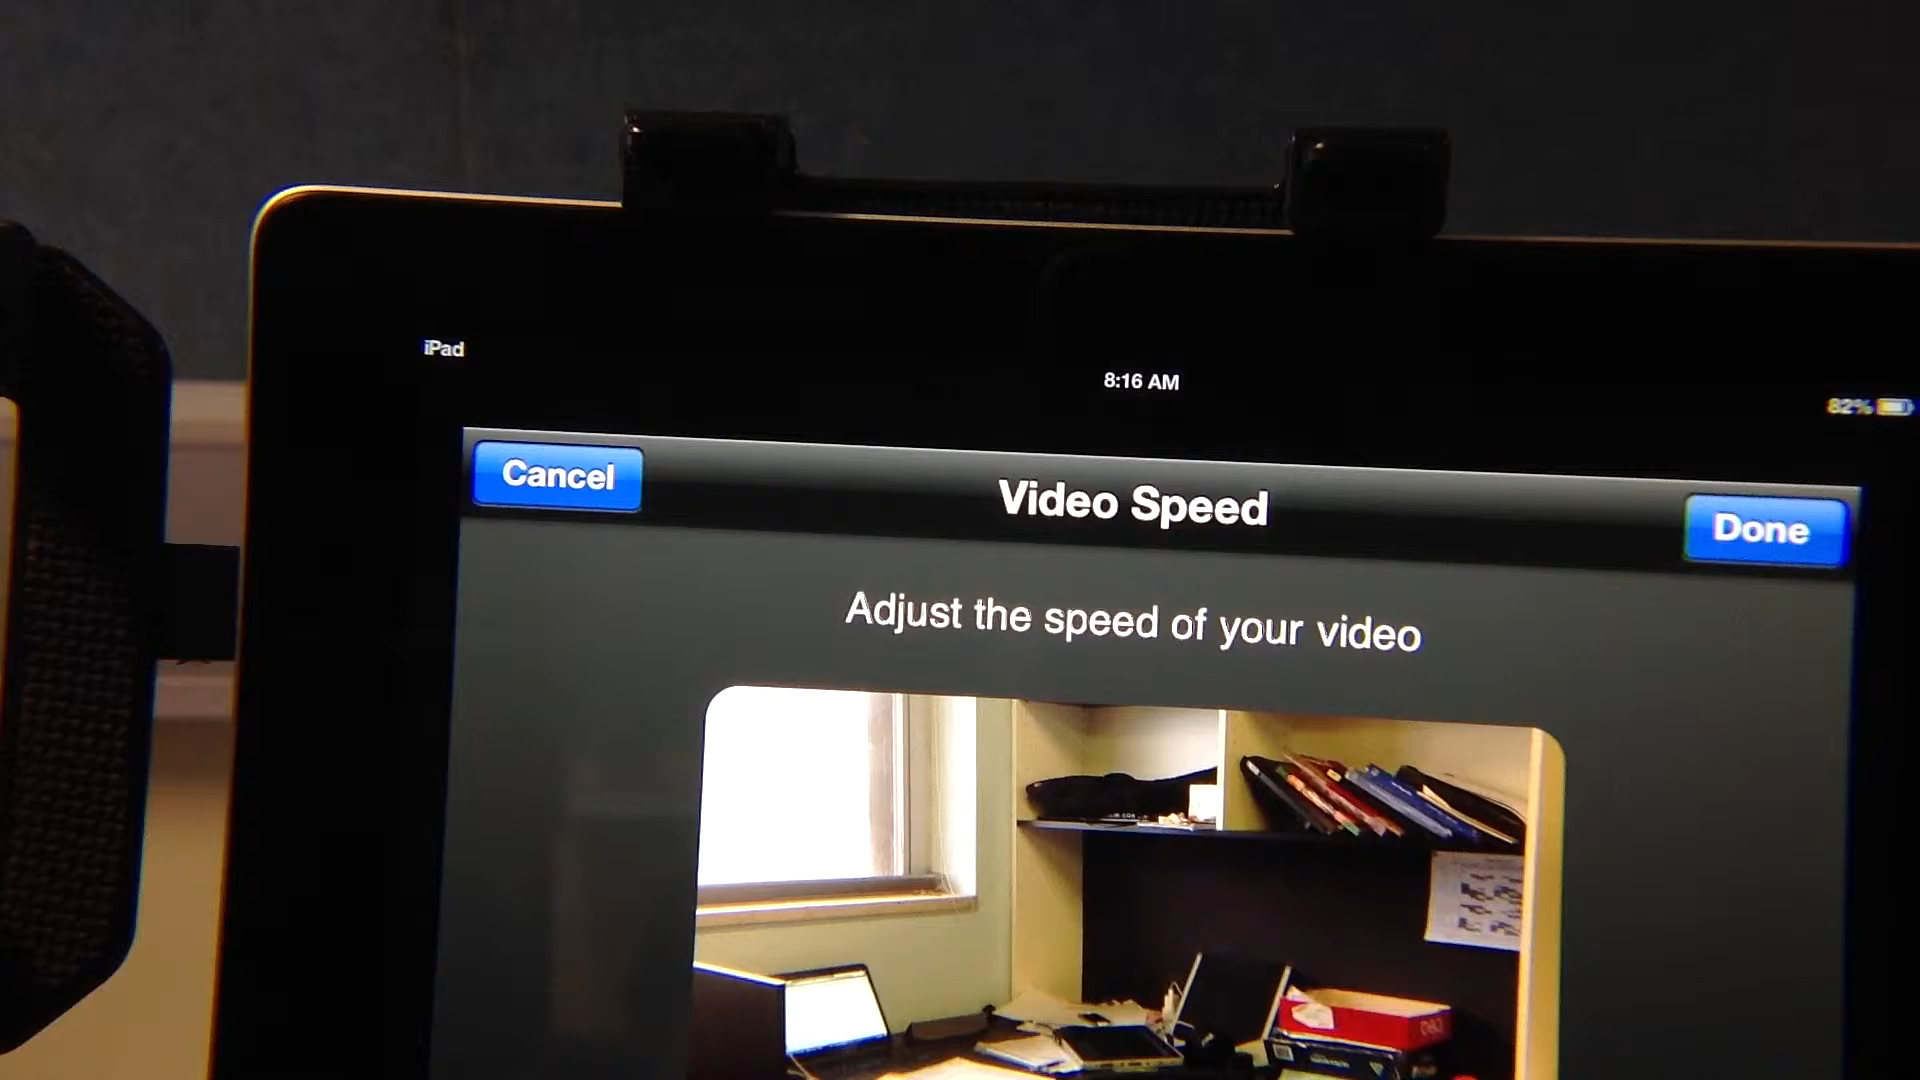 iPad
8:16 AM
82%
Cancel
Video Speed
Done
Adjust the speed of your video